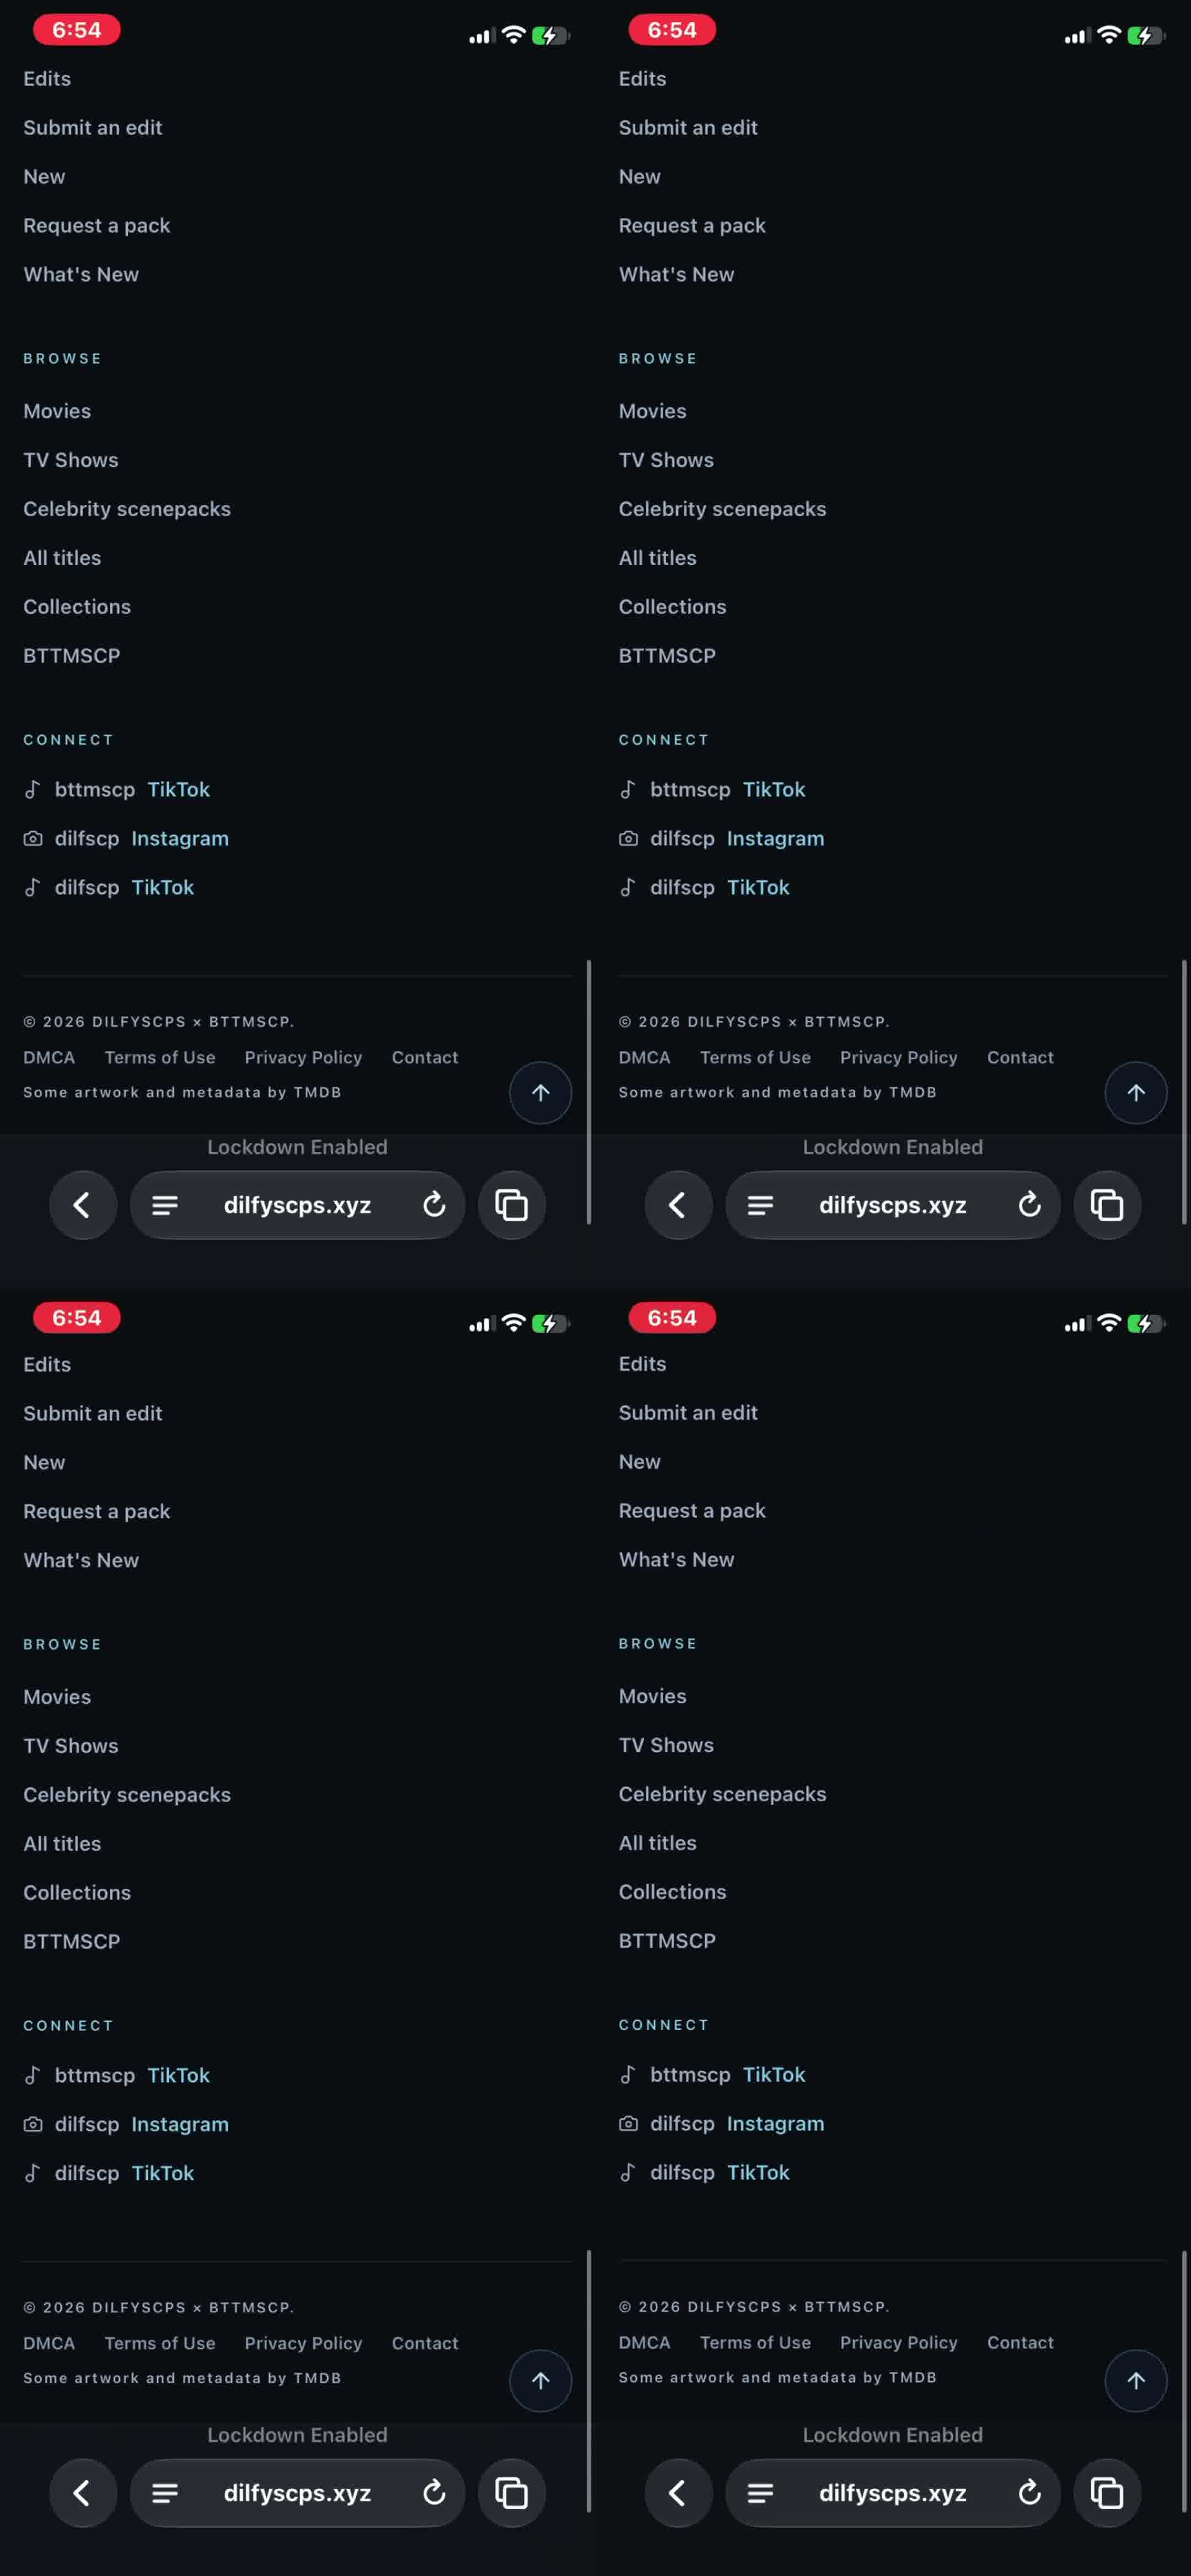 6:54
Edits
Submit an edit
New
Request a pack
What's New
BROWSE
Movies
TV Shows
Celebrity scenepacks
All titles
Collections
BTTMSCP
CONNECT
bttmscp TikTok
dilfscp Instagram
dilfscp TikTok
© 2026 DILFYSCPS × BTTMSCP.
DMCA Terms of Use Privacy Policy Contact
Some artwork and metadata by TMDB
Lockdown Enabled
dilfyscps.xyz
6:54
Edits
Submit an edit
New
Request a pack
What's New
BROWSE
Movies
TV Shows
Celebrity scenepacks
All titles
Collections
BTTMSCP
CONNECT
bttmscp TikTok
dilfscp Instagram
dilfscp TikTok
© 2026 DILFYSCPS × BTTMSCP.
DMCA Terms of Use Privacy Policy Contact
Some artwork and metadata by TMDB
Lockdown Enabled
dilfyscps.xyz
6:54
Edits
Submit an edit
New
Request a pack
What's New
BROWSE
Movies
TV Shows
Celebrity scenepacks
All titles
Collections
BTTMSCP
CONNECT
bttmscp TikTok
dilfscp Instagram
dilfscp TikTok
© 2026 DILFYSCPS × BTTMSCP.
DMCA Terms of Use Privacy Policy Contact
Some artwork and metadata by TMDB
Lockdown Enabled
dilfyscps.xyz
6:54
Edits
Submit an edit
New
Request a pack
What's New
BROWSE
Movies
TV Shows
Celebrity scenepacks
All titles
Collections
BTTMSCP
CONNECT
bttmscp TikTok
dilfscp Instagram
dilfscp TikTok
© 2026 DILFYSCPS × BTTMSCP.
DMCA Terms of Use Privacy Policy Contact
Some artwork and metadata by TMDB
Lockdown Enabled
dilfyscps.xyz